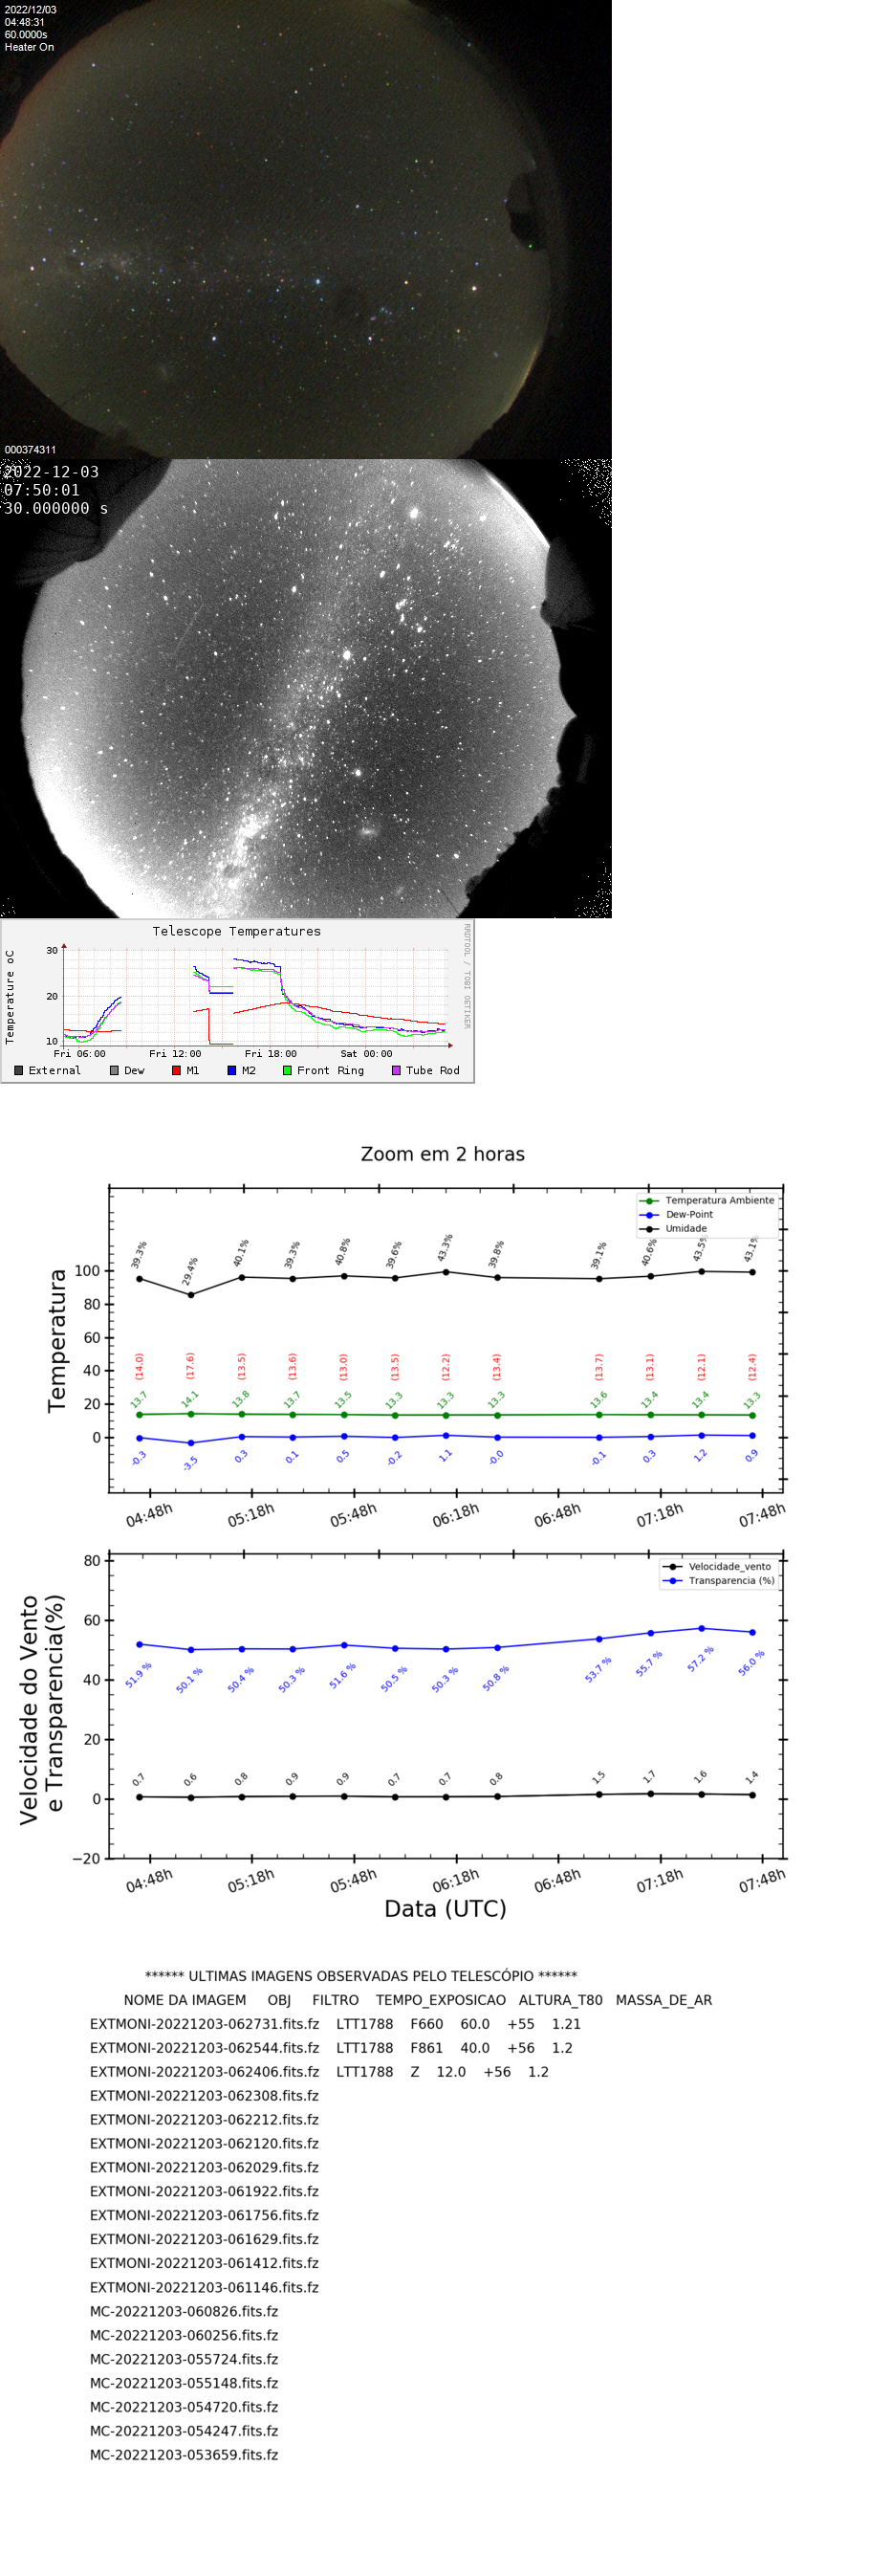 2022/12/03
04:48:31
60.0000s
Heater On
000374311
2022-12-03
07:50:01
30.000000 s
Telescope Temperatures
RRDTOOL / TOBI OETIKER
Temperature oC
30
20
10
Fri 06:00 Fri 12:00 Fri 18:00 Sat 00:00
External Dew M1 M2 Front Ring Tube Rod
Zoom em 2 horas
Temperatura Ambiente
Dew-Point
Umidade
Temperatura
100
80
60
40
20
0
39.3% 29.4% 40.1% 39.3% 40.8% 39.6% 43.3% 39.8% 39.1% 40.6% 43.5% 43.1%
(14.0) (17.6) (13.5) (13.6) (13.0) (13.5) (12.2) (13.4) (13.7) (13.1) (12.1) (12.4)
13.7 14.1 13.8 13.7 13.5 13.3 13.3 13.3 13.6 13.4 13.4 13.3
-0.3 -3.5 0.3 0.1 0.5 -0.2 1.1 -0.0 -0.1 0.3 1.2 0.9
04:48h 05:18h 05:48h 06:18h 06:48h 07:18h 07:48h
Velocidade_vento
Transparencia (%)
Velocidade do Vento
e Transparencia(%)
80
60
40
20
0
−20
51.9 % 50.1 % 50.4 % 50.3 % 51.6 % 50.5 % 50.3 % 50.8 % 53.7 % 55.7 % 57.2 % 56.0 %
0.7 0.6 0.8 0.9 0.9 0.7 0.7 0.8 1.5 1.7 1.6 1.4
04:48h 05:18h 05:48h 06:18h 06:48h 07:18h 07:48h
Data (UTC)
****** ULTIMAS IMAGENS OBSERVADAS PELO TELESCÓPIO ******
NOME DA IMAGEM OBJ FILTRO TEMPO_EXPOSICAO ALTURA_T80 MASSA_DE_AR
EXTMONI-20221203-062731.fits.fz LTT1788 F660 60.0 +55 1.21
EXTMONI-20221203-062544.fits.fz LTT1788 F861 40.0 +56 1.2
EXTMONI-20221203-062406.fits.fz LTT1788 Z 12.0 +56 1.2
EXTMONI-20221203-062308.fits.fz
EXTMONI-20221203-062212.fits.fz
EXTMONI-20221203-062120.fits.fz
EXTMONI-20221203-062029.fits.fz
EXTMONI-20221203-061922.fits.fz
EXTMONI-20221203-061756.fits.fz
EXTMONI-20221203-061629.fits.fz
EXTMONI-20221203-061412.fits.fz
EXTMONI-20221203-061146.fits.fz
MC-20221203-060826.fits.fz
MC-20221203-060256.fits.fz
MC-20221203-055724.fits.fz
MC-20221203-055148.fits.fz
MC-20221203-054720.fits.fz
MC-20221203-054247.fits.fz
MC-20221203-053659.fits.fz